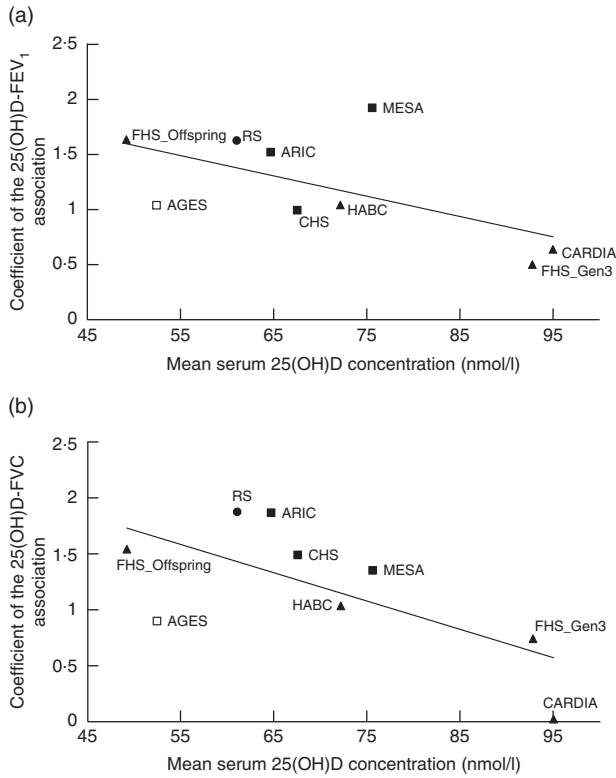 (a)
Coefficient of the 25(OH)D-FEV₁
association
2·5
2
1·5
1
0·5
0
FHS_Offspring
RS
MESA
ARIC
AGES
CHS
HABC
CARDIA
FHS_Gen3
45 55 65 75 85 95
Mean serum 25(OH)D concentration (nmol/l)
(b)
Coefficient of the 25(OH)D-FVC
association
2·5
2
1·5
1
0·5
0
RS
ARIC
FHS_Offspring
CHS
MESA
AGES
HABC
FHS_Gen3
CARDIA
45 55 65 75 85 95
Mean serum 25(OH)D concentration (nmol/l)